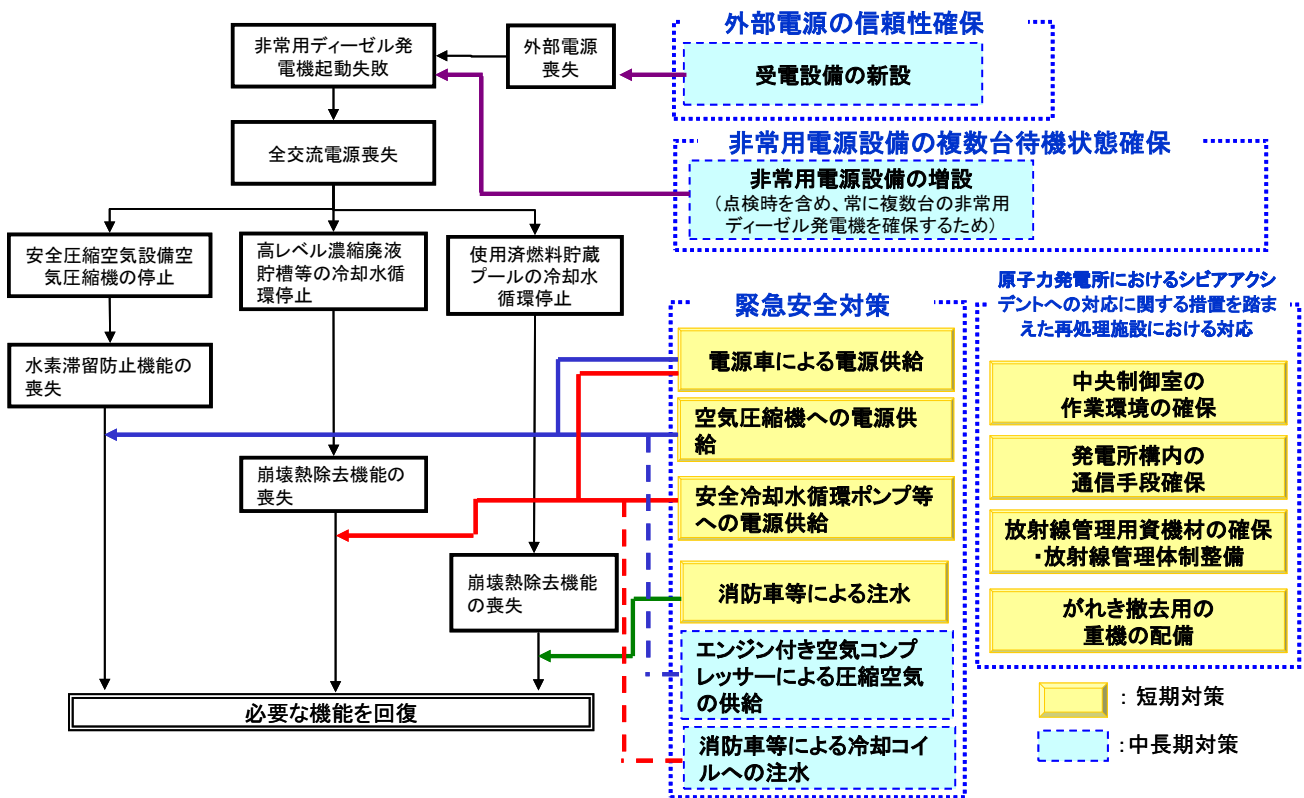 非常用ディーゼル発
電機起動失敗
外部電源
喪失
全交流電源喪失
安全圧縮空気設備空
気圧縮機の停止
高レベル濃縮廃液
貯槽等の冷却水循
環停止
使用済燃料貯蔵
プールの冷却水
循環停止
水素滞留防止機能の
喪失
崩壊熱除去機能の
喪失
崩壊熱除去機能
の喪失
必要な機能を回復
外部電源の信頼性確保
受電設備の新設
非常用電源設備の複数台待機状態確保
非常用電源設備の増設
（点検時を含め、常に複数台の非常用
ディーゼル発電機を確保するため）
緊急安全対策
電源車による電源供給
空気圧縮機への電源供
給
安全冷却水循環ポンプ等
への電源供給
消防車等による注水
エンジン付き空気コンプ
レッサーによる圧縮空気
の供給
消防車等による冷却コイ
ルへの注水
原子力発電所におけるシビアアクシ
デントへの対応に関する措置を踏ま
えた再処理施設における対応
中央制御室の
作業環境の確保
発電所構内の
通信手段確保
放射線管理用資機材の確保
・放射線管理体制整備
がれき撤去用の
重機の配備
：短期対策
：中長期対策